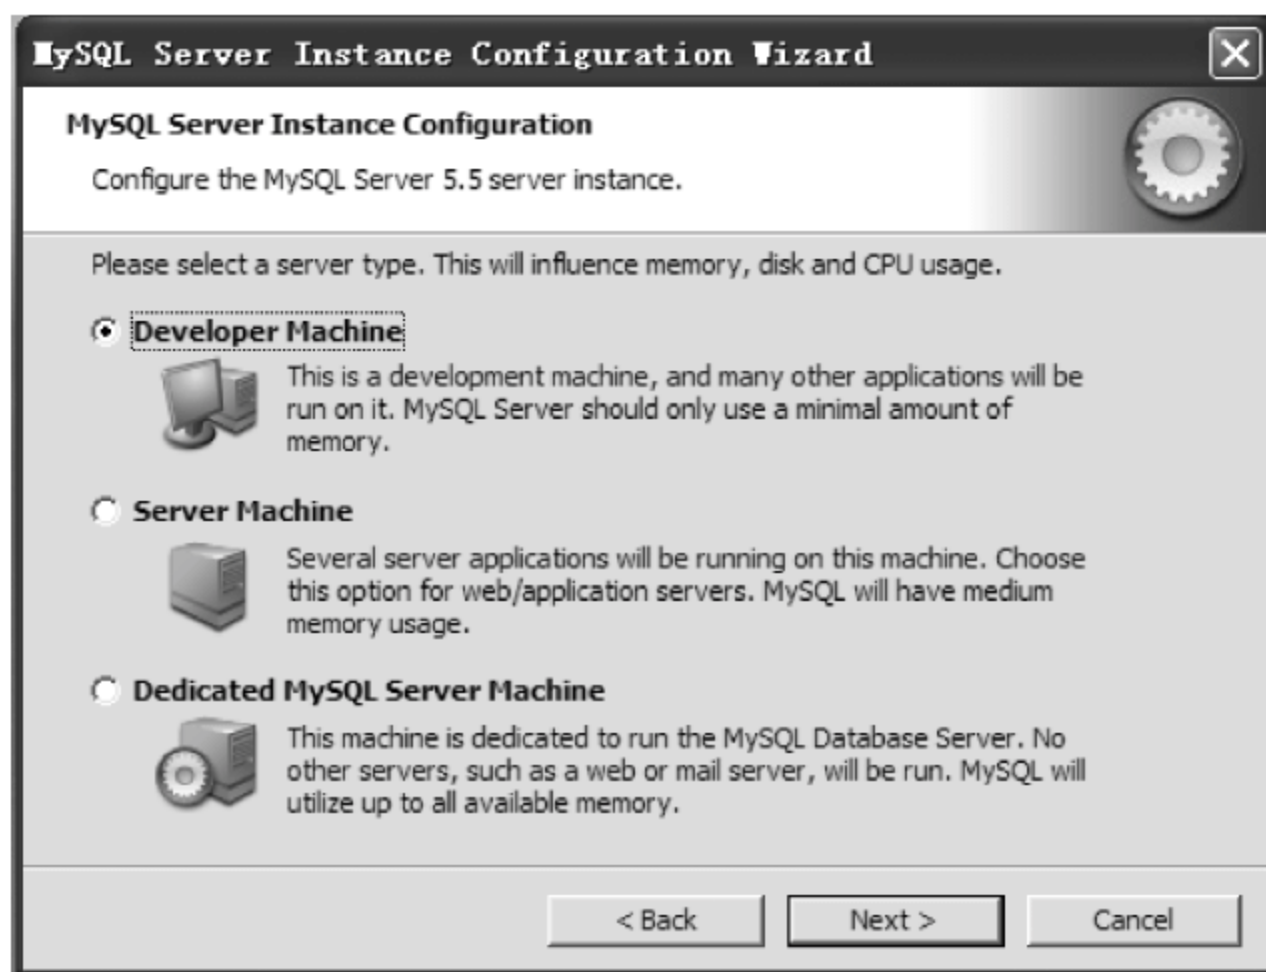 MySQL Server Instance Configuration Wizard
MySQL Server Instance Configuration
Configure the MySQL Server 5.5 server instance.
Please select a server type. This will influence memory, disk and CPU usage.
Developer Machine
This is a development machine, and many other applications will be
run on it. MySQL Server should only use a minimal amount of
memory.
Server Machine
Several server applications will be running on this machine. Choose
this option for web/application servers. MySQL will have medium
memory usage.
Dedicated MySQL Server Machine
This machine is dedicated to run the MySQL Database Server. No
other servers, such as a web or mail server, will be run. MySQL will
utilize up to all available memory.
< Back
Next >
Cancel